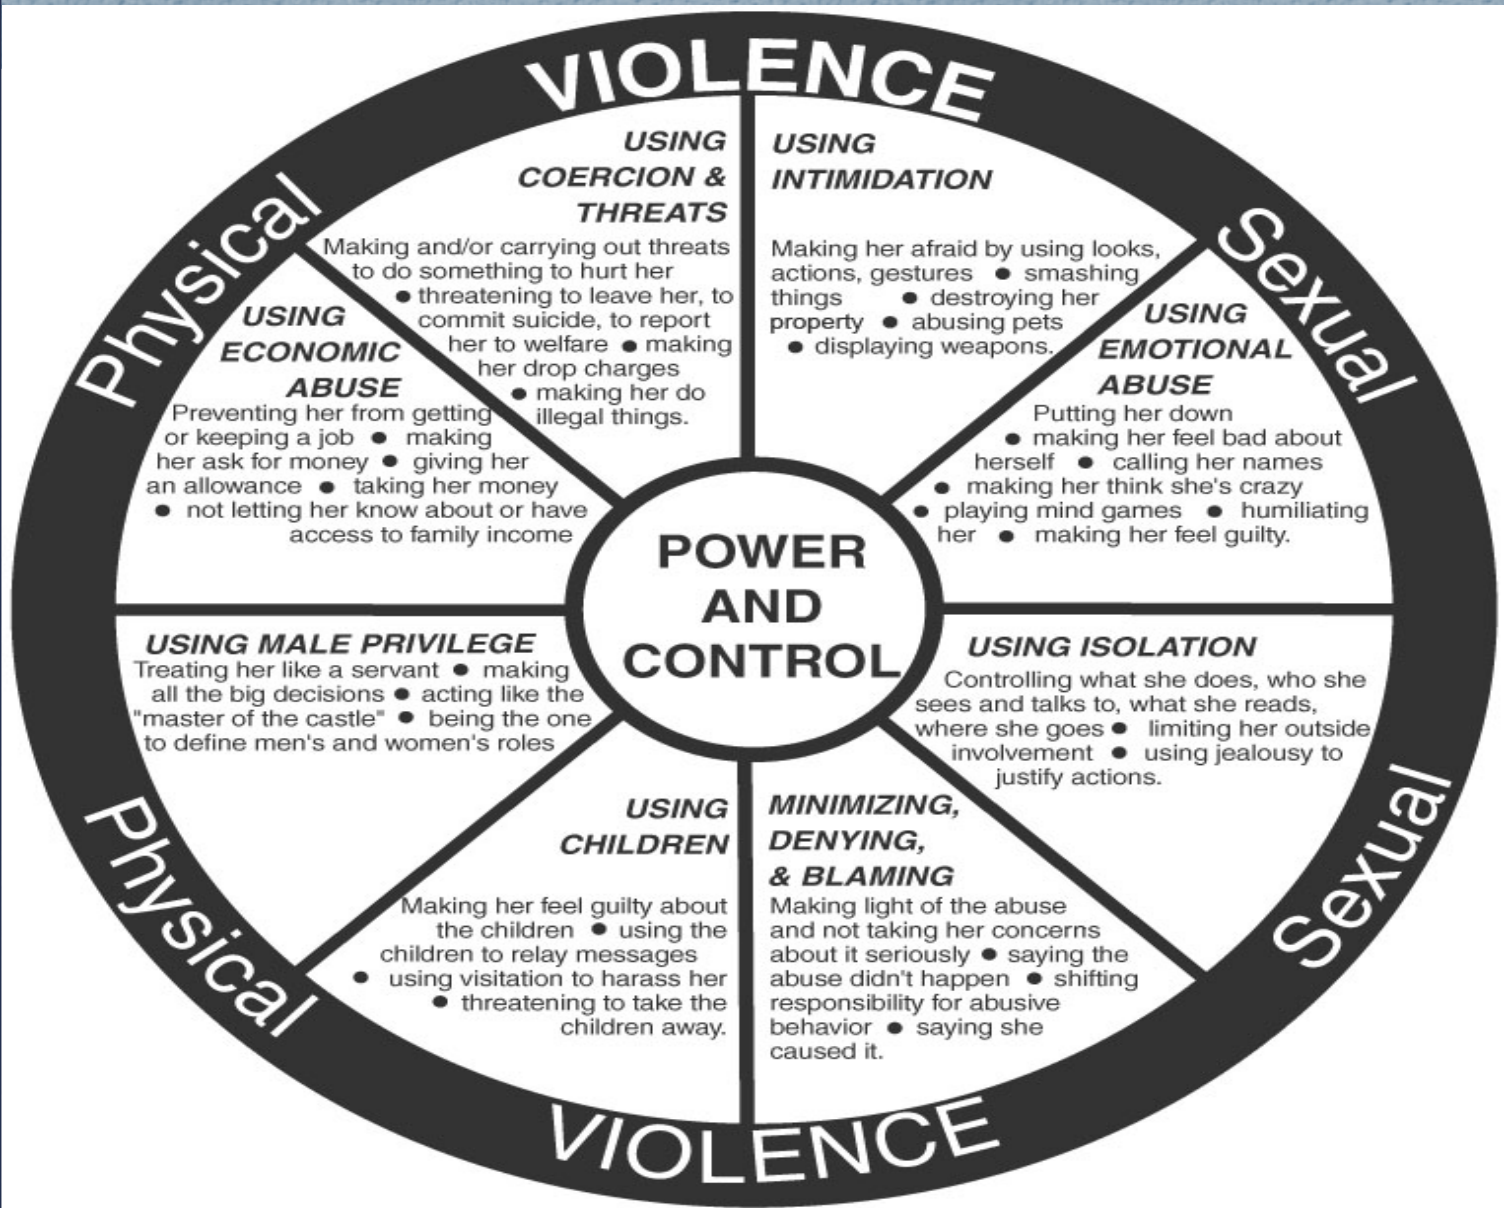 VIOLENCE
Physical
Sexual
USING
COERCION &
THREATS
Making and/or carrying out threats
to do something to hurt her
● threatening to leave her, to
commit suicide, to report
her to welfare ● making
her drop charges
● making her do
illegal things.
USING
INTIMIDATION
Making her afraid by using looks,
actions, gestures ● smashing
things ● destroying her
property ● abusing pets
● displaying weapons.
USING
ECONOMIC
ABUSE
Preventing her from getting
or keeping a job ● making
her ask for money ● giving her
an allowance ● taking her money
● not letting her know about or have
access to family income
USING
EMOTIONAL
ABUSE
Putting her down
● making her feel bad about
herself ● calling her names
● making her think she's crazy
● playing mind games ● humiliating
her ● making her feel guilty.
POWER
AND
CONTROL
USING MALE PRIVILEGE
Treating her like a servant ● making
all the big decisions ● acting like the
"master of the castle" ● being the one
to define men's and women's roles
USING ISOLATION
Controlling what she does, who she
sees and talks to, what she reads,
where she goes ● limiting her outside
involvement ● using jealousy to
justify actions.
USING
CHILDREN
Making her feel guilty about
the children ● using the
children to relay messages
● using visitation to harass her
● threatening to take the
children away.
MINIMIZING,
DENYING,
& BLAMING
Making light of the abuse
and not taking her concerns
about it seriously ● saying the
abuse didn't happen ● shifting
responsibility for abusive
behavior ● saying she
caused it.
Physical
Sexual
VIOLENCE